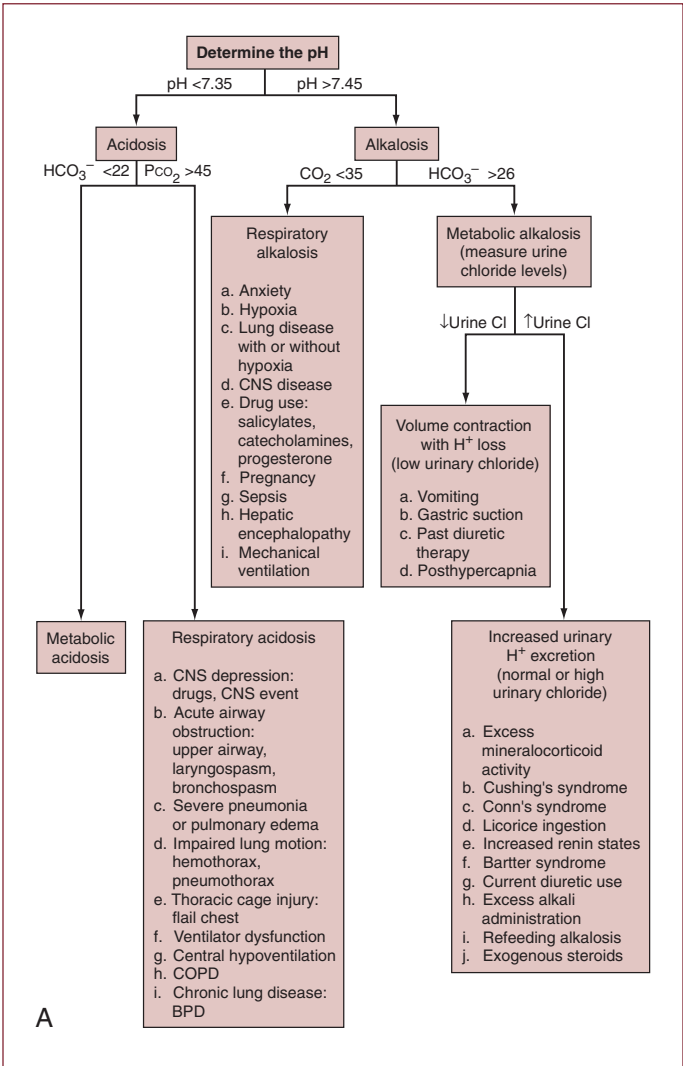 Determine the pH
pH <7.35
pH >7.45
Acidosis
Alkalosis
HCO₃⁻ <22
PCO₂ >45
CO₂ <35
HCO₃⁻ >26
Respiratory
alkalosis
a. Anxiety
b. Hypoxia
c. Lung disease
with or without
hypoxia
d. CNS disease
e. Drug use:
salicylates,
catecholamines,
progesterone
f. Pregnancy
g. Sepsis
h. Hepatic
encephalopathy
i. Mechanical
ventilation
Metabolic alkalosis
(measure urine
chloride levels)
↓Urine Cl
↑Urine Cl
Volume contraction
with H⁺ loss
(low urinary chloride)
a. Vomiting
b. Gastric suction
c. Past diuretic
therapy
d. Posthypercapnia
Metabolic
acidosis
Respiratory acidosis
a. CNS depression:
drugs, CNS event
b. Acute airway
obstruction:
upper airway,
laryngospasm,
bronchospasm
c. Severe pneumonia
or pulmonary edema
d. Impaired lung motion:
hemothorax,
pneumothorax
e. Thoracic cage injury:
flail chest
f. Ventilator dysfunction
g. Central hypoventilation
h. COPD
i. Chronic lung disease:
BPD
Increased urinary
H⁺ excretion
(normal or high
urinary chloride)
a. Excess
mineralocorticoid
activity
b. Cushing's syndrome
c. Conn's syndrome
d. Licorice ingestion
e. Increased renin states
f. Bartter syndrome
g. Current diuretic use
h. Excess alkali
administration
i. Refeeding alkalosis
j. Exogenous steroids
A